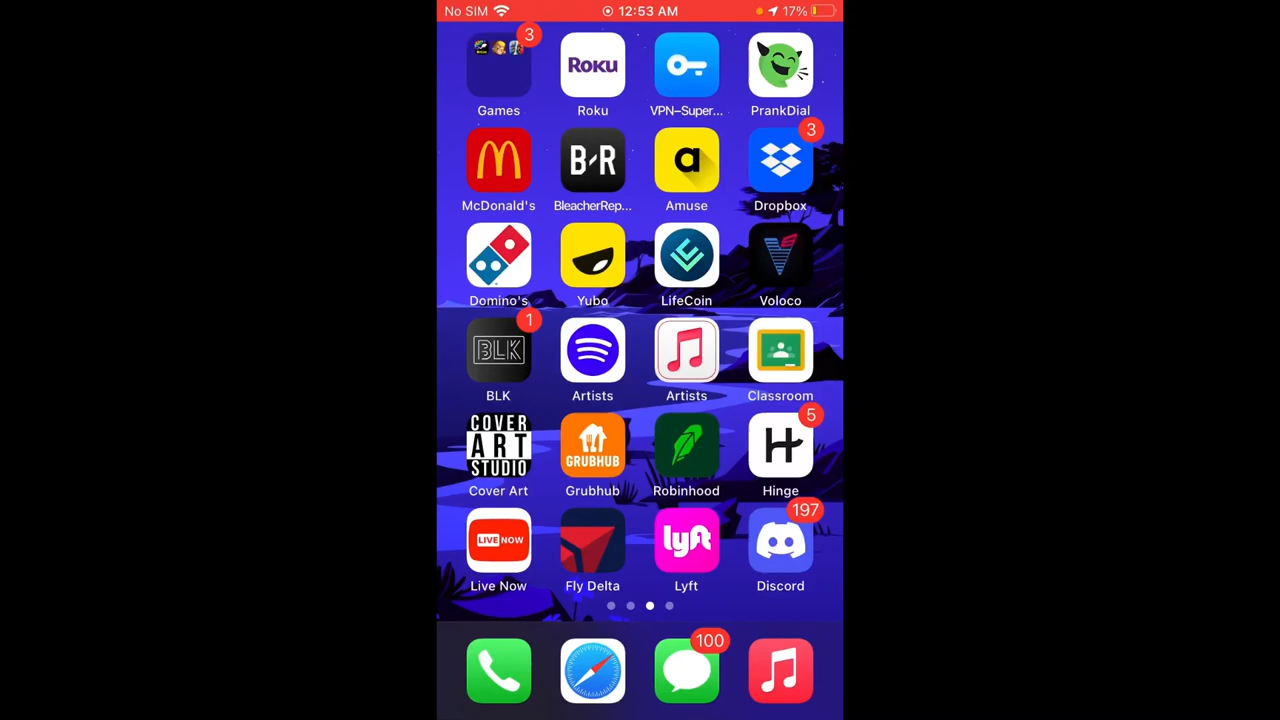 No SIM 12:53 AM 17%
3
Roku
Games Roku VPN–Super... PrankDial
3
B/R a
McDonald's BleacherRep... Amuse Dropbox
Domino's Yubo LifeCoin Voloco
1
BLK
BLK Artists Artists Classroom
5
COVER ART STUDIO GRUBHUB H
Cover Art Grubhub Robinhood Hinge
197
LIVE NOW lyft
Live Now Fly Delta Lyft Discord
100